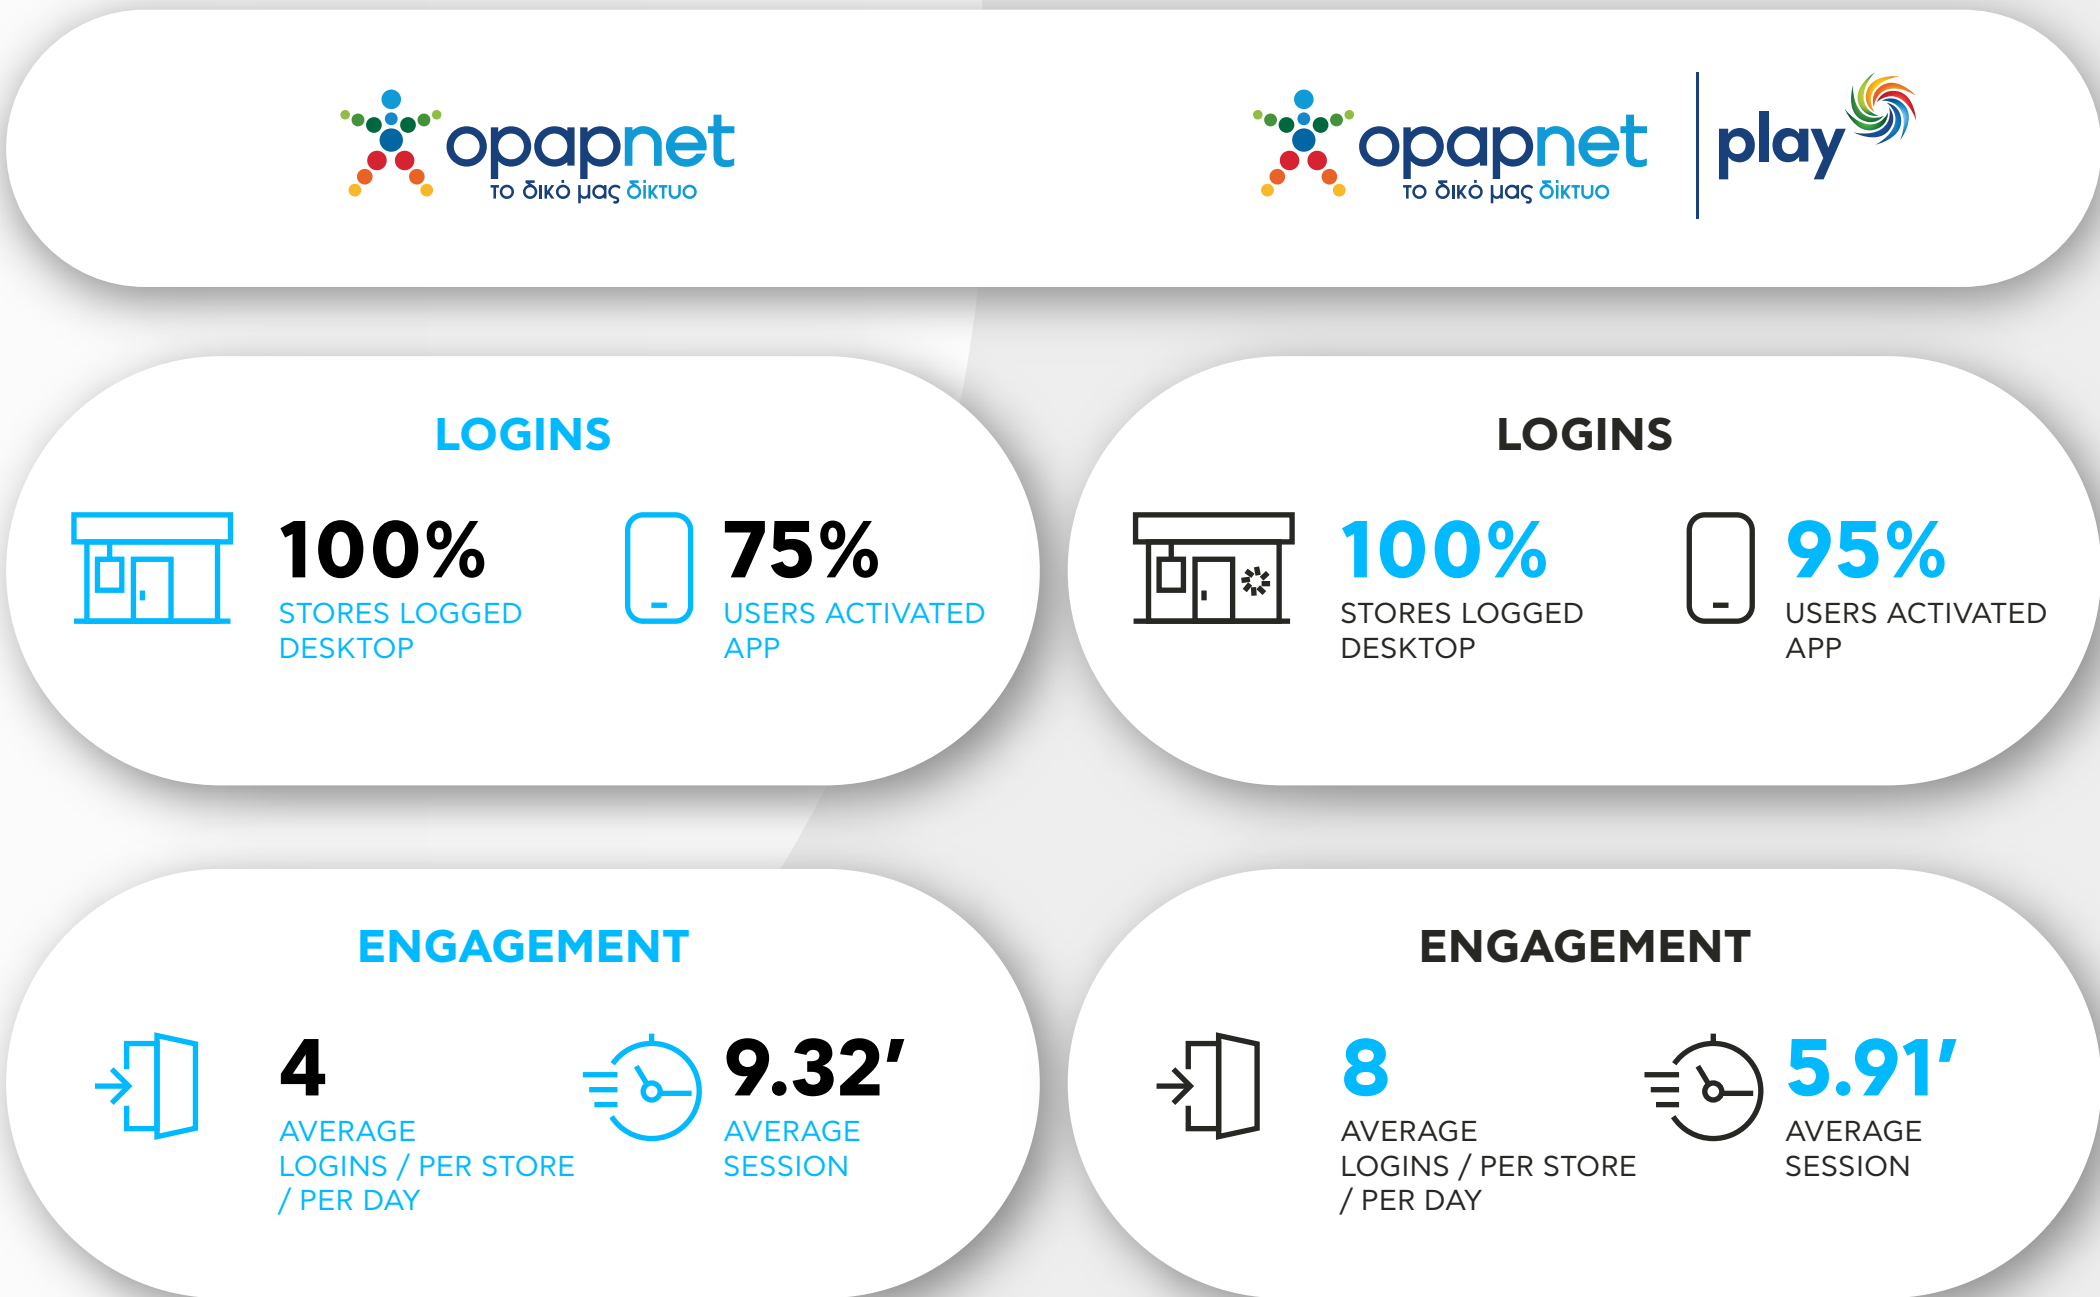 opapnet
το δικό μας δίκτυο
opapnet
το δικό μας δίκτυο
play
LOGINS
100%
STORES LOGGED
DESKTOP
75%
USERS ACTIVATED
APP
LOGINS
100%
STORES LOGGED
DESKTOP
95%
USERS ACTIVATED
APP
ENGAGEMENT
4
AVERAGE
LOGINS / PER STORE
/ PER DAY
9.32'
AVERAGE
SESSION
ENGAGEMENT
8
AVERAGE
LOGINS / PER STORE
/ PER DAY
5.91'
AVERAGE
SESSION